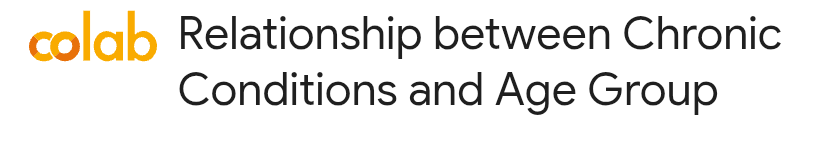 colab
Relationship between Chronic
Conditions and Age Group